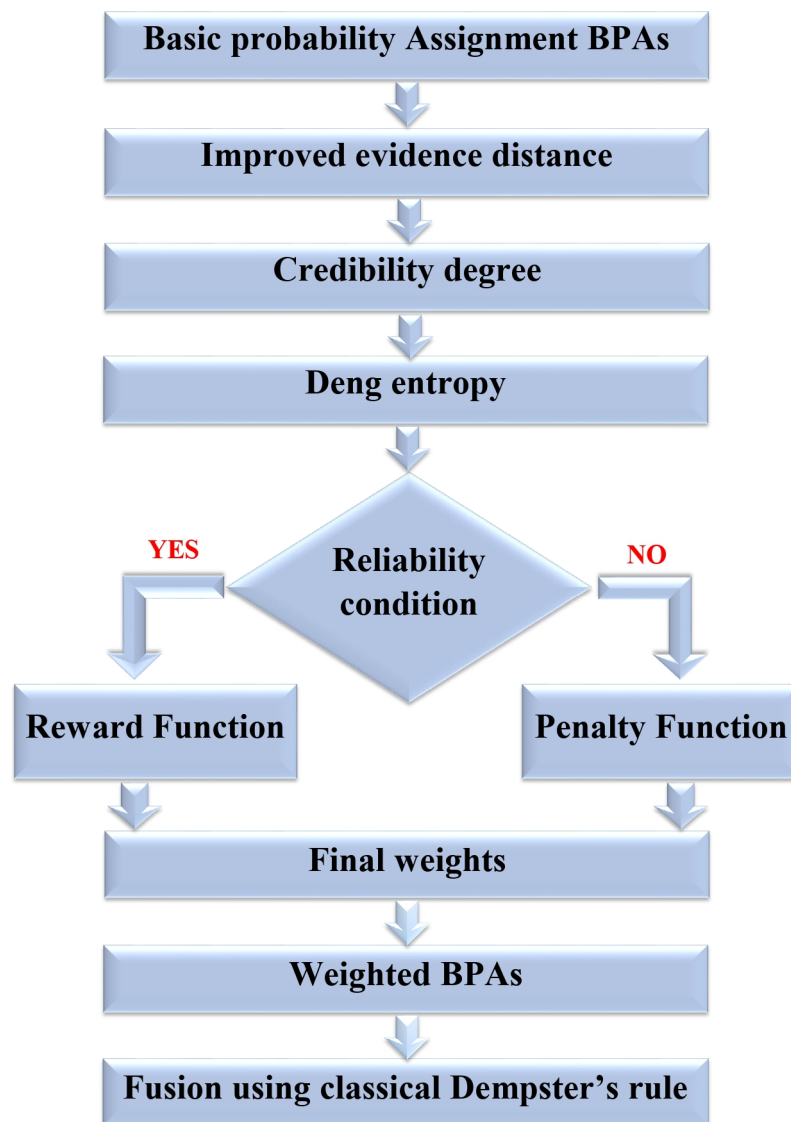 Basic probability Assignment BPAs
Improved evidence distance
Credibility degree
Deng entropy
YES
NO
Reliability
condition
Reward Function
Penalty Function
Final weights
Weighted BPAs
Fusion using classical Dempster’s rule